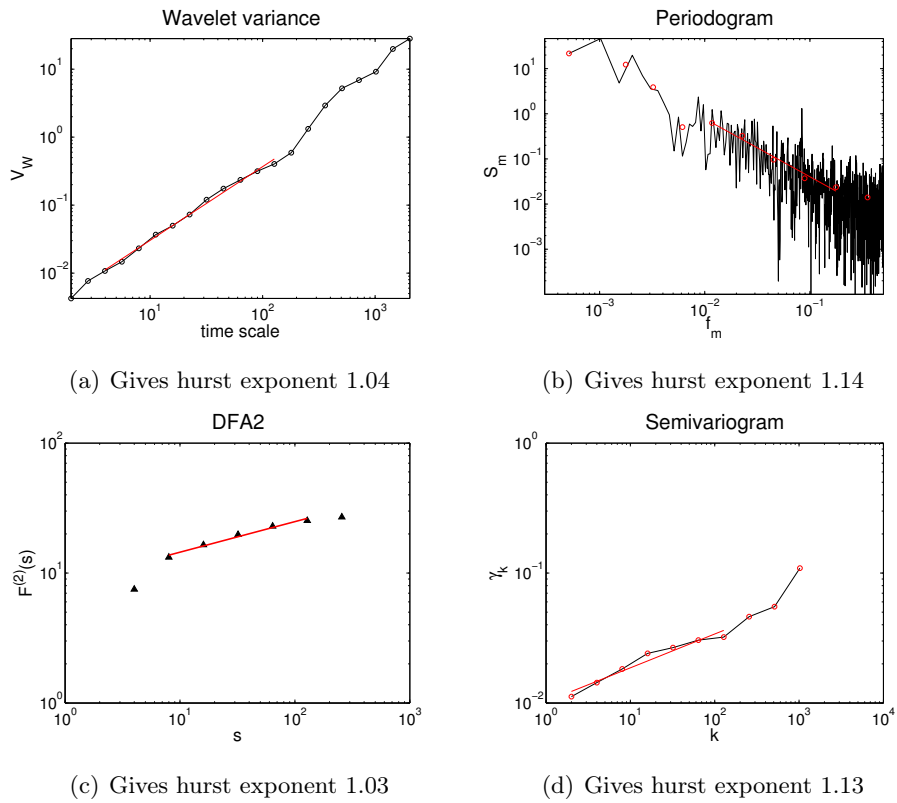 Wavelet variance
V_W
10^1
10^0
10^-1
10^-2
10^1
10^2
10^3
time scale
(a) Gives hurst exponent 1.04
Periodogram
S_m
10^1
10^0
10^-1
10^-2
10^-3
10^-3
10^-2
10^-1
f_m
(b) Gives hurst exponent 1.14
DFA2
F^(2)(s)
10^2
10^1
10^0
10^0
10^1
10^2
10^3
s
(c) Gives hurst exponent 1.03
Semivariogram
γ_k
10^0
10^-1
10^-2
10^0
10^1
10^2
10^3
10^4
k
(d) Gives hurst exponent 1.13